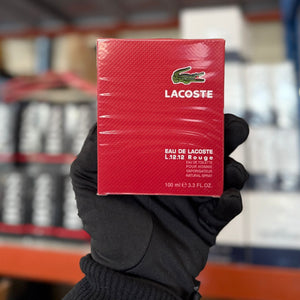 LACOSTE
EAU DE LACOSTE
L.12.12 Rouge
EAU DE TOILETTE
POUR HOMME
VAPORISATEUR
NATURAL SPRAY
100 ml e 3.3 FL.OZ.